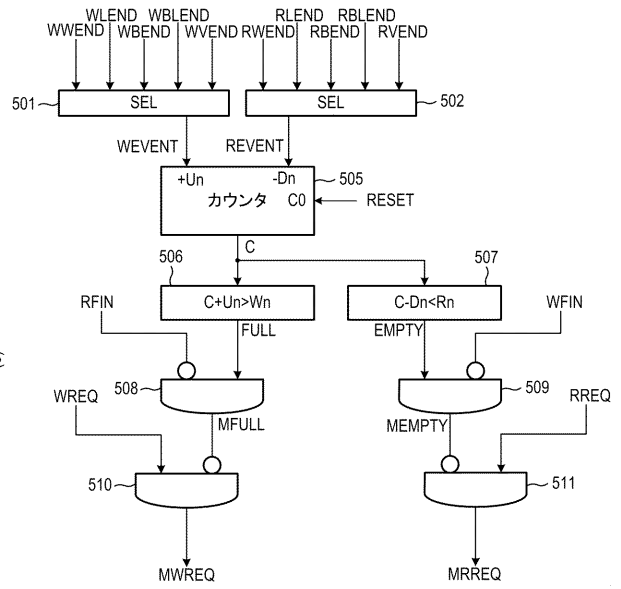 WLEND WBLEND
WWEND WBEND WVEND
RLEND RBLEND
RWEND RBEND RVEND
501 SEL
SEL 502
WEVENT REVENT
+Un -Dn 505
カウンタ C0 RESET
C
506 507
C+Un>Wn C-Dn<Rn
RFIN FULL EMPTY WFIN
508 509
WREQ MFULL MEMPTY RREQ
510 511
MWREQ MRREQ